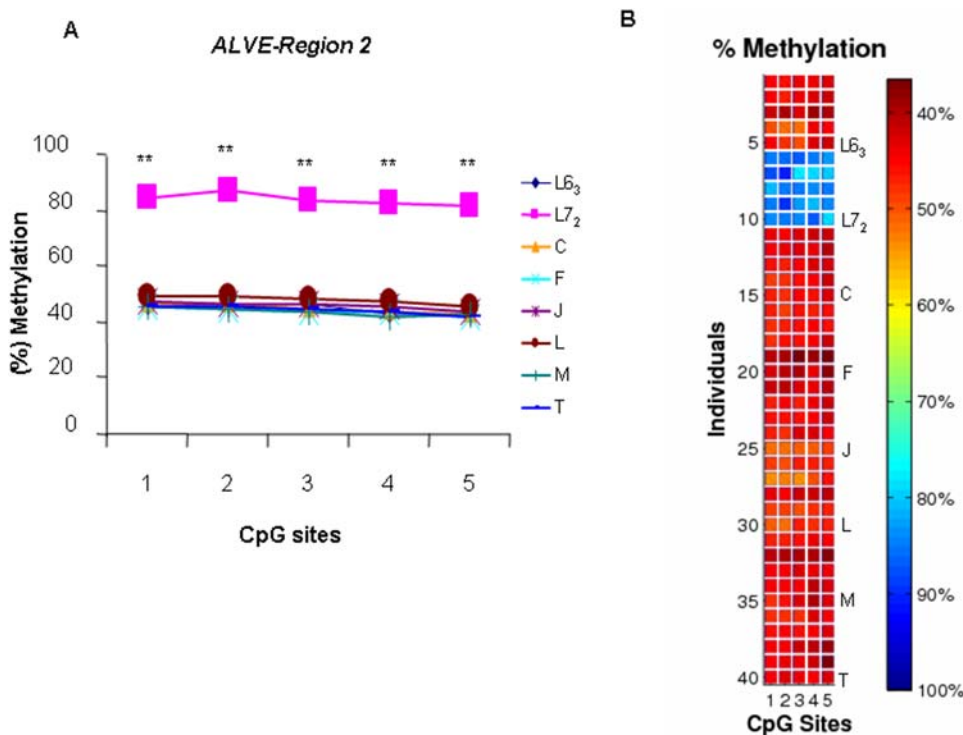 A
ALVE-Region 2
(%) Methylation
100
80
60
40
20
0
** ** ** ** **
1 2 3 4 5
CpG sites
L6₃
L7₂
C
F
J
L
M
T
B
% Methylation
Individuals
5
10
15
20
25
30
35
40
L6₃
L7₂
C
F
J
L
M
T
1 2 3 4 5
CpG Sites
40%
50%
60%
70%
80%
90%
100%